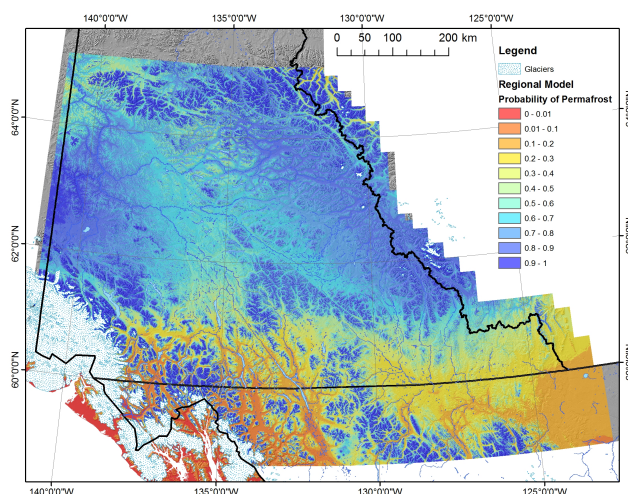 140°0'0"W 135°0'0"W 130°0'0"W 125°0'0"W
0 50 100 200 km
Legend
Glaciers
Regional Model
Probability of Permafrost
0 - 0.01
0.01 - 0.1
0.1 - 0.2
0.2 - 0.3
0.3 - 0.4
0.4 - 0.5
0.5 - 0.6
0.6 - 0.7
0.7 - 0.8
0.8 - 0.9
0.9 - 1
64°0'0"N
62°0'0"N
60°0'0"N
140°0'0"W 135°0'0"W 130°0'0"W 125°0'0"W